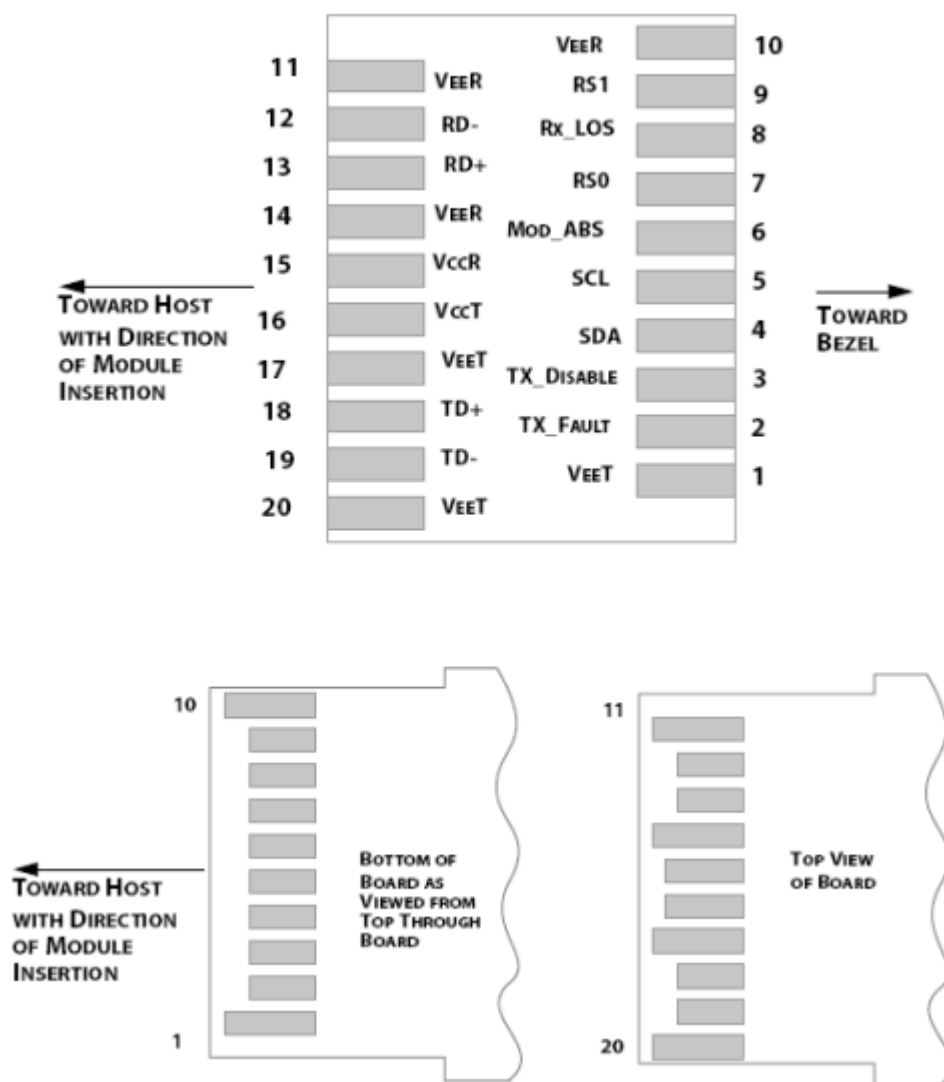 VEER 10
11 VEER RS1 9
12 RD- RX_LOS 8
13 RD+ RS0 7
14 VEER MOD_ABS 6
15 VCCR SCL 5
16 VCCT SDA 4
17 VEET TX_DISABLE 3
18 TD+ TX_FAULT 2
19 TD- VEET 1
20 VEET
TOWARD HOST
WITH DIRECTION
OF MODULE
INSERTION
TOWARD
BEZEL
10
1
BOTTOM OF
BOARD AS
VIEWED FROM
TOP THROUGH
BOARD
TOWARD HOST
WITH DIRECTION
OF MODULE
INSERTION
11
20
TOP VIEW
OF BOARD